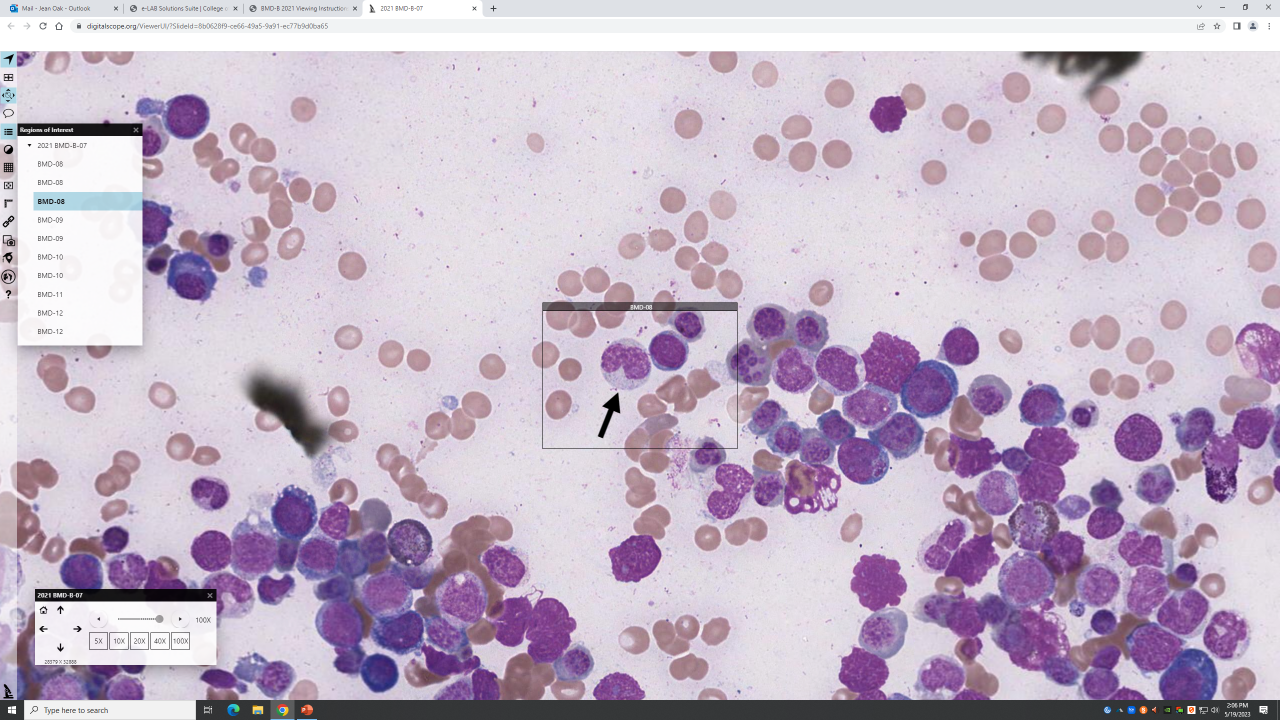 Mail - Jean Oak - Outlook
e-LAB Solutions Suite | College o
BMD-B 2021 Viewing Instruction
2021 BMD-B-07
digitalscope.org/ViewerUI/?SlideId=8b0628f9-ce66-49a5-9a91-ec77b9d0ba65
Regions of Interest
2021 BMD-B-07
BMD-08
BMD-08
BMD-08
BMD-09
BMD-09
BMD-10
BMD-10
BMD-11
BMD-12
BMD-12
BMD-08
2021 BMD-B-07
100X
5X 10X 20X 40X 100X
Type here to search
2:06 PM
5/19/2023